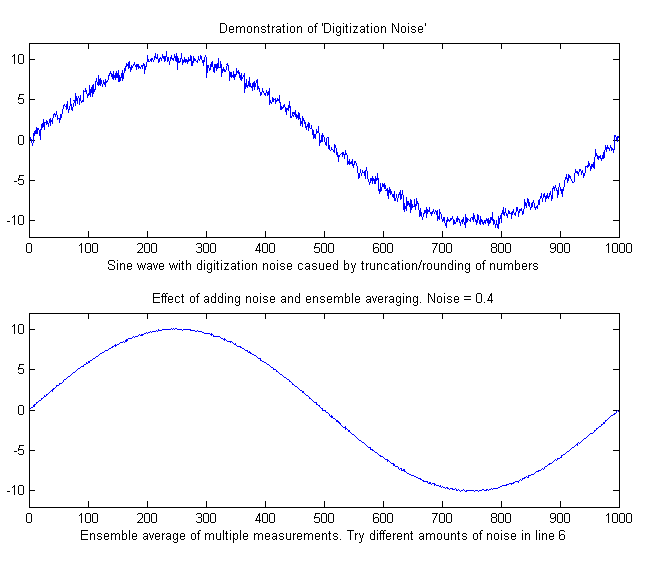 Demonstration of 'Digitization Noise'
10
5
0
-5
-10
0 100 200 300 400 500 600 700 800 900 1000
Sine wave with digitization noise casued by truncation/rounding of numbers
Effect of adding noise and ensemble averaging. Noise = 0.4
10
5
0
-5
-10
0 100 200 300 400 500 600 700 800 900 1000
Ensemble average of multiple measurements. Try different amounts of noise in line 6